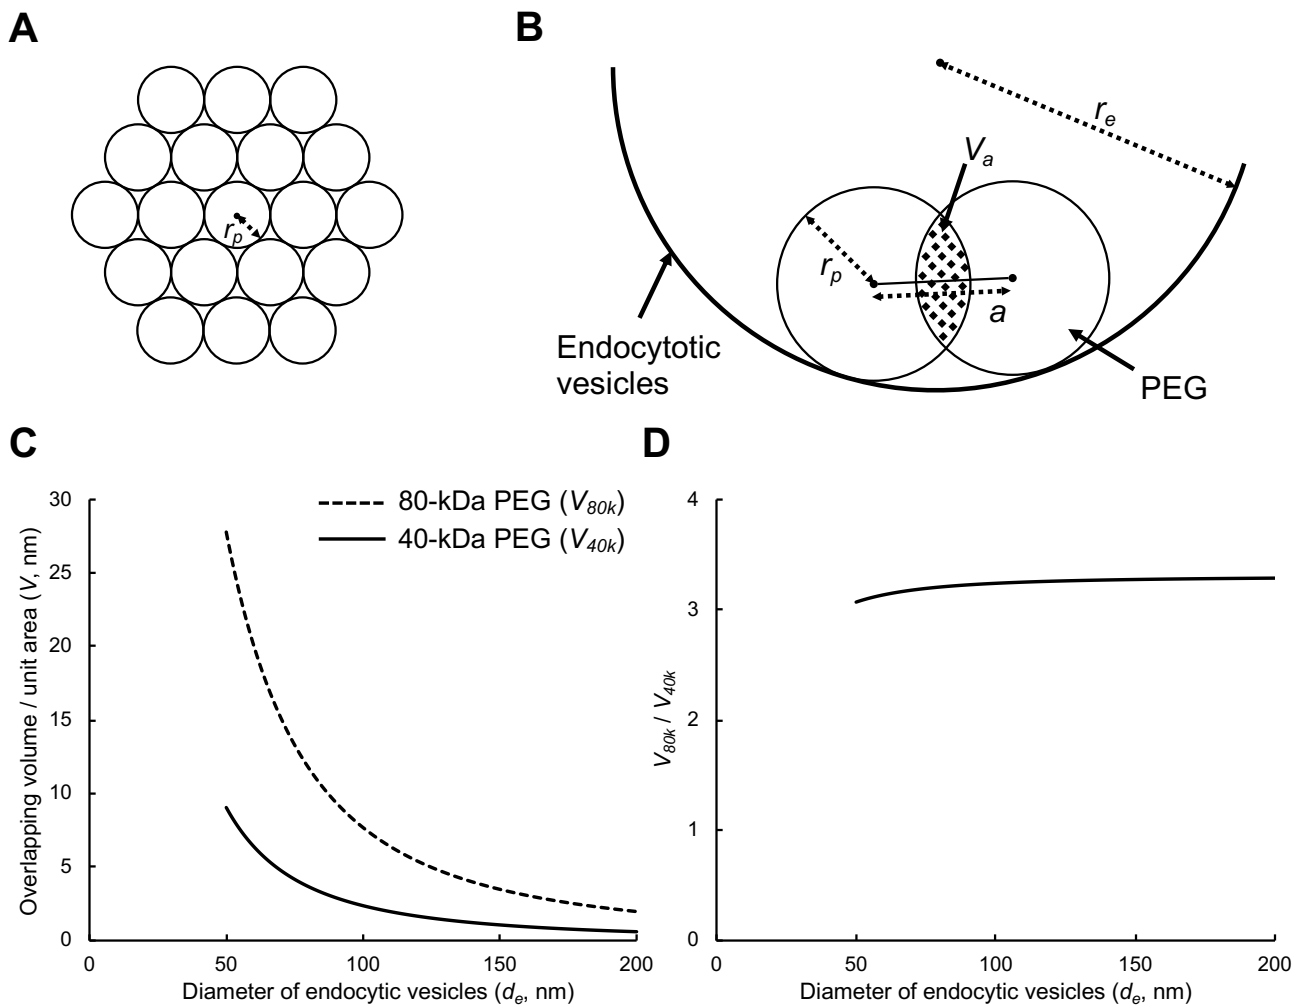 A
r_p
B
r_e
V_a
r_p
a
Endocytotic
vesicles
PEG
C
Overlapping volume / unit area (V, nm)
30
25
20
15
10
5
0
80-kDa PEG (V_80k)
40-kDa PEG (V_40k)
0 50 100 150 200
Diameter of endocytic vesicles (d_e, nm)
D
V_80k / V_40k
4
3
2
1
0
0 50 100 150 200
Diameter of endocytic vesicles (d_e, nm)